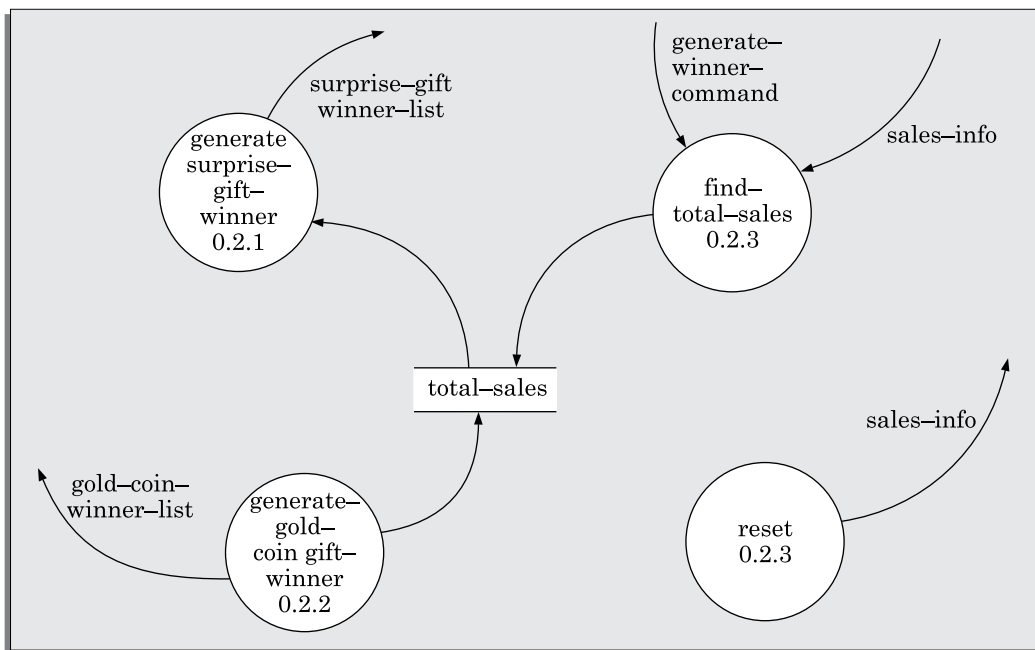 surprise–gift
winner–list
generate
surprise–
gift–
winner
0.2.1
generate–
winner–
command
sales–info
find–
total–sales
0.2.3
total–sales
gold–coin–
winner–list
generate–
gold–
coin gift–
winner
0.2.2
sales–info
reset
0.2.3